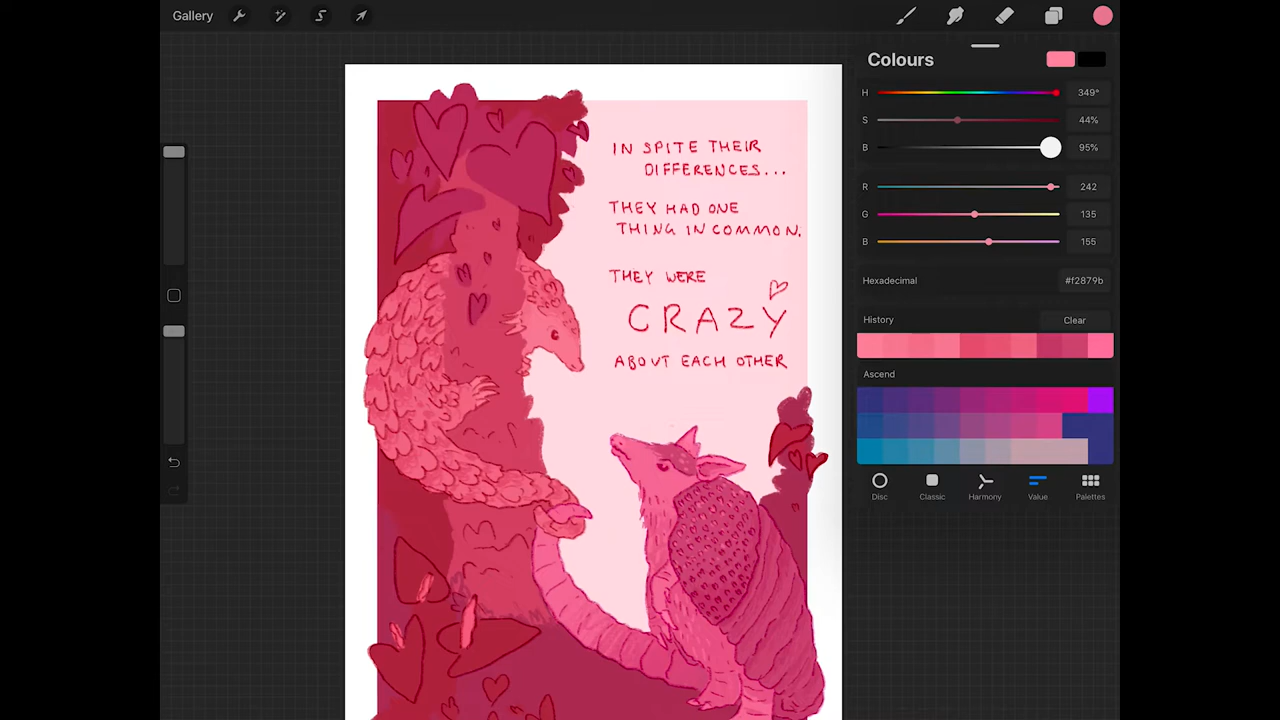 Gallery
Colours
H 349°
S 44%
B 95%
R 242
G 135
B 155
Hexadecimal #f2879b
History Clear
Ascend
Disc Classic Harmony Value Palettes
IN SPITE THEIR
DIFFERENCES...
THEY HAD ONE
THING IN COMMON.
THEY WERE
CRAZY
ABOUT EACH OTHER